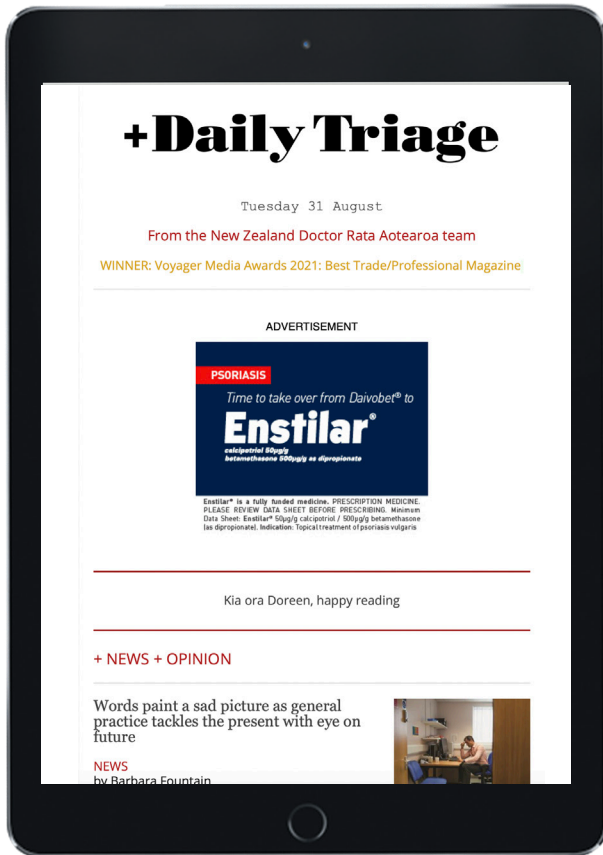 +Daily Triage
Tuesday 31 August
From the New Zealand Doctor Rata Aotearoa team
WINNER: Voyager Media Awards 2021: Best Trade/Professional Magazine
ADVERTISEMENT
PSORIASIS
Time to take over from Daivobet® to
Enstilar®
calcipotriol 50µg/g
betamethasone 500µg/g as dipropionate
Enstilar® is a fully funded medicine. PRESCRIPTION MEDICINE.
PLEASE REVIEW DATA SHEET BEFORE PRESCRIBING. Minimum
Data Sheet: Enstilar® 50µg/g calcipotriol / 500µg/g betamethasone
(as dipropionate). Indication: Topical treatment of psoriasis vulgaris
Kia ora Doreen, happy reading
+ NEWS + OPINION
Words paint a sad picture as general
practice tackles the present with eye on
future
NEWS
by Barbara Fountain